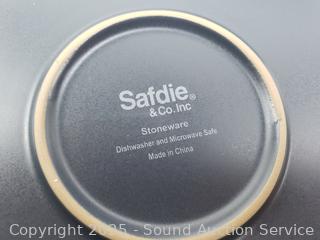 Safdie®
& Co. Inc
Stoneware
Dishwasher and Microwave Safe
Made in China
Copyright © 2025 - Sound Auction Service